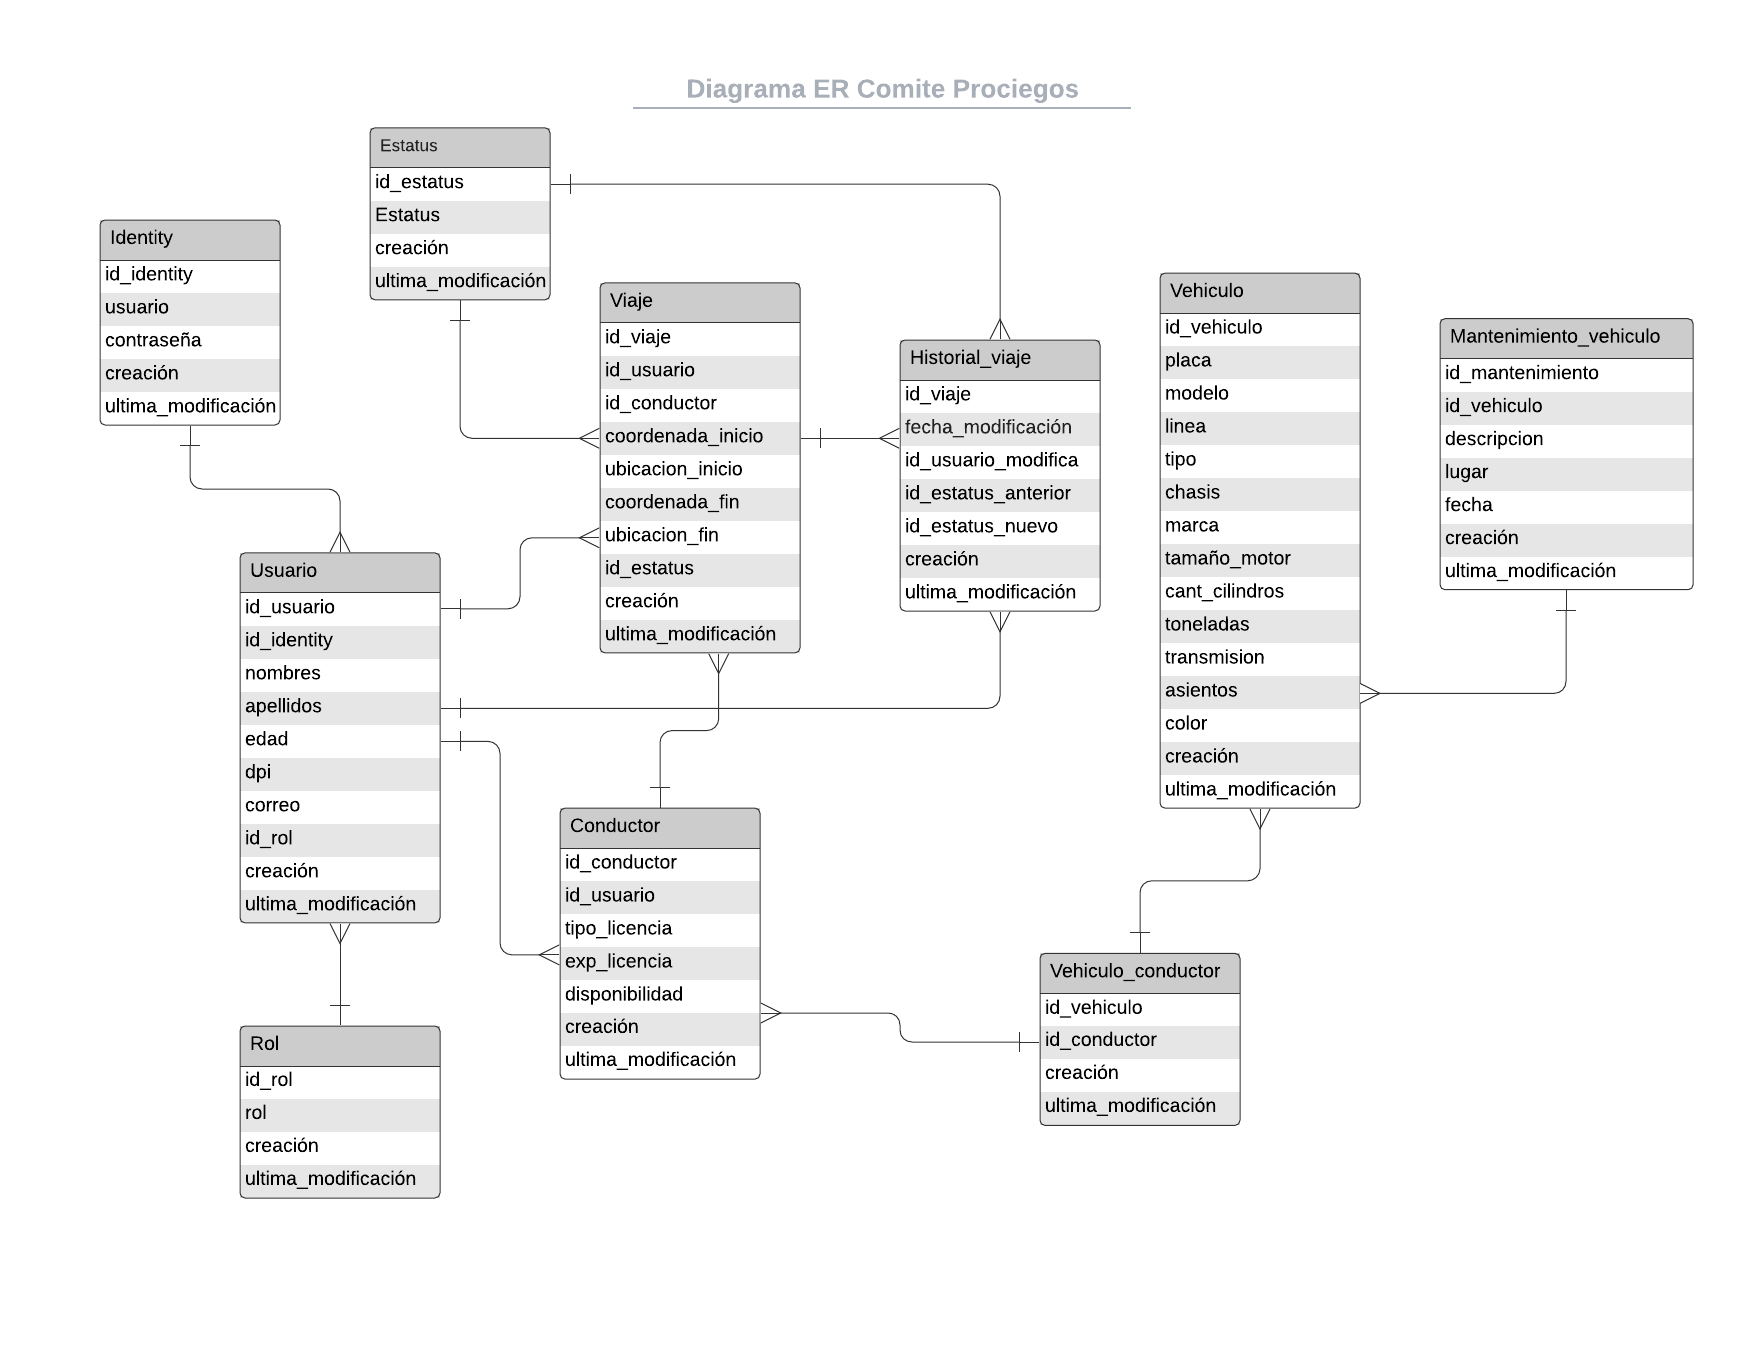 Diagrama ER Comite Prociegos
Estatus
id_estatus
Estatus
creación
ultima_modificación
Identity
id_identity
usuario
contraseña
creación
ultima_modificación
Viaje
id_viaje
id_usuario
id_conductor
coordenada_inicio
ubicacion_inicio
coordenada_fin
ubicacion_fin
id_estatus
creación
ultima_modificación
Historial_viaje
id_viaje
fecha_modificación
id_usuario_modifica
id_estatus_anterior
id_estatus_nuevo
creación
ultima_modificación
Vehiculo
id_vehiculo
placa
modelo
linea
tipo
chasis
marca
tamaño_motor
cant_cilindros
toneladas
transmision
asientos
color
creación
ultima_modificación
Mantenimiento_vehiculo
id_mantenimiento
id_vehiculo
descripcion
lugar
fecha
creación
ultima_modificación
Usuario
id_usuario
id_identity
nombres
apellidos
edad
dpi
correo
id_rol
creación
ultima_modificación
Conductor
id_conductor
id_usuario
tipo_licencia
exp_licencia
disponibilidad
creación
ultima_modificación
Vehiculo_conductor
id_vehiculo
id_conductor
creación
ultima_modificación
Rol
id_rol
rol
creación
ultima_modificación